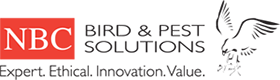 NBC BIRD & PEST
SOLUTIONS
Expert. Ethical. Innovation. Value.